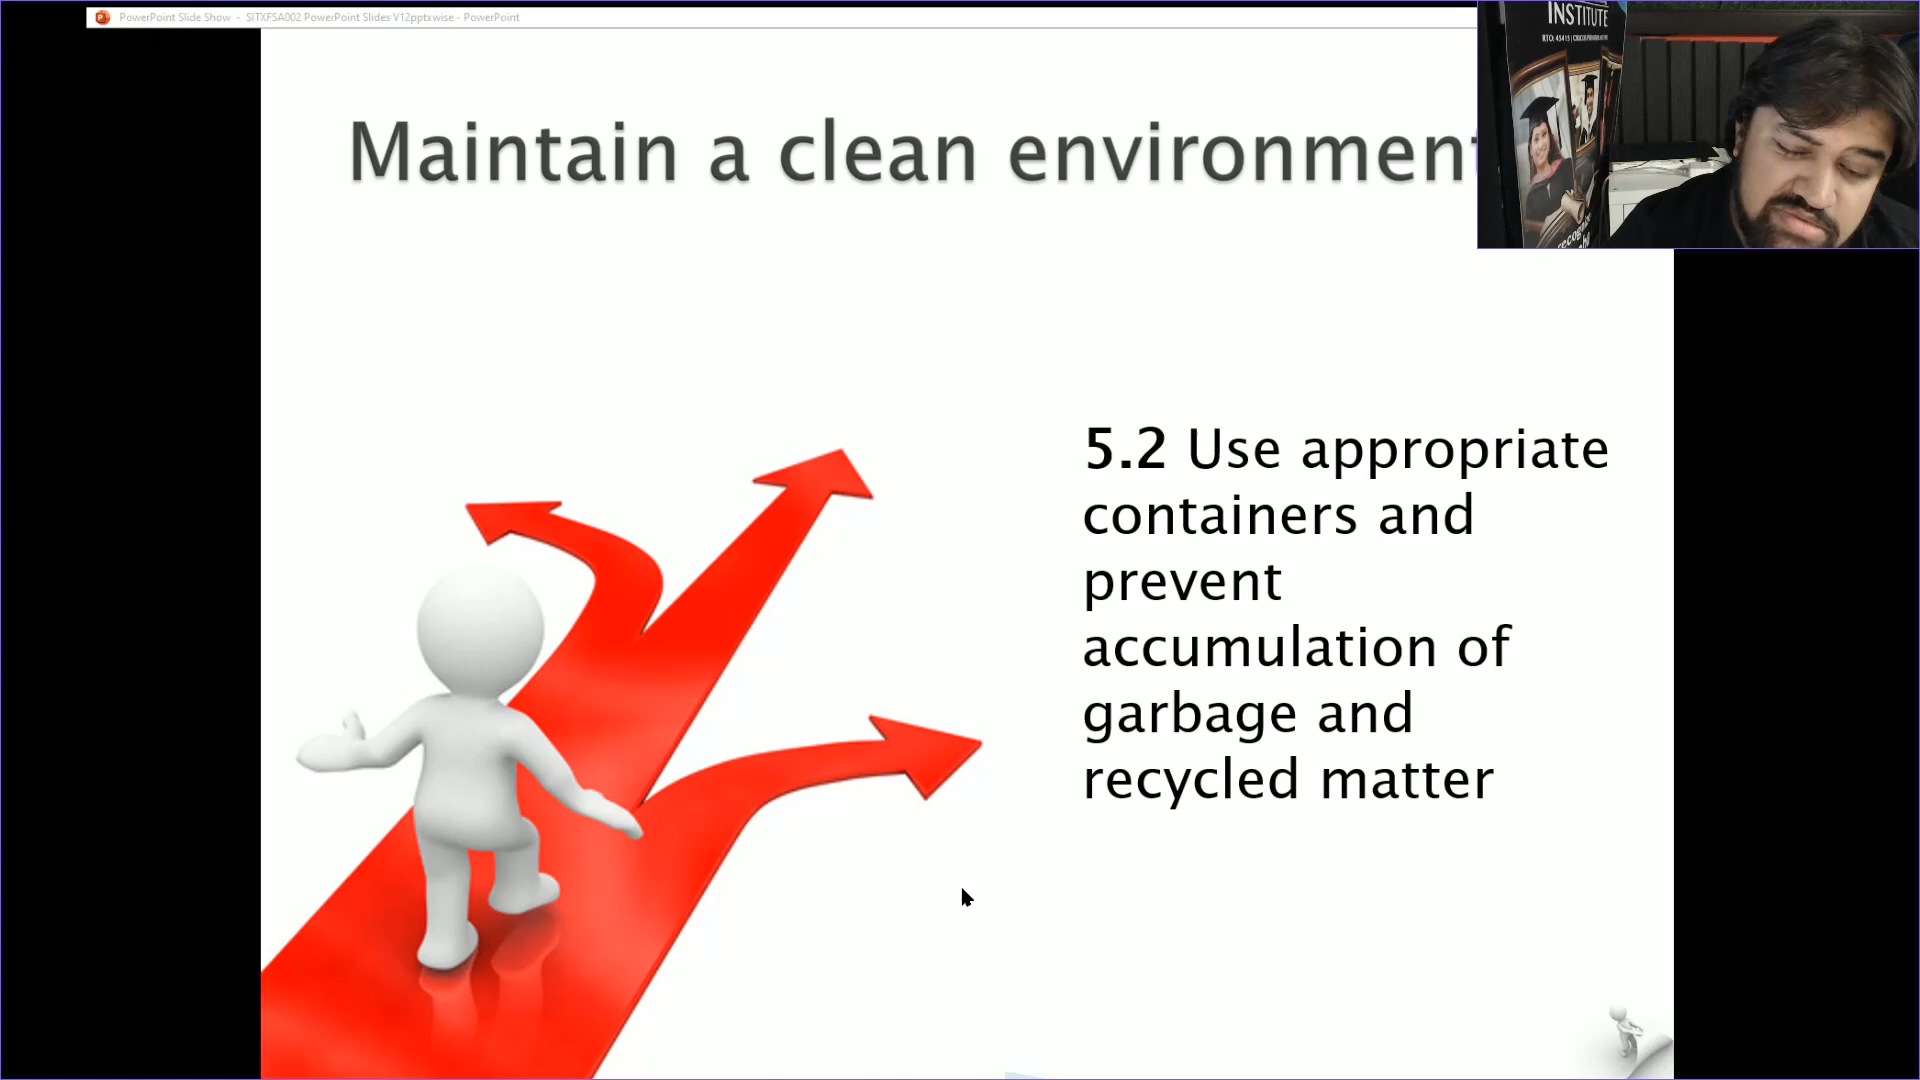 PowerPoint Slide Show - SITXFSA002 PowerPoint Slides V12pptxwise - PowerPoint
INSTITUTE
Maintain a clean environment
5.2 Use appropriate
containers and
prevent
accumulation of
garbage and
recycled matter